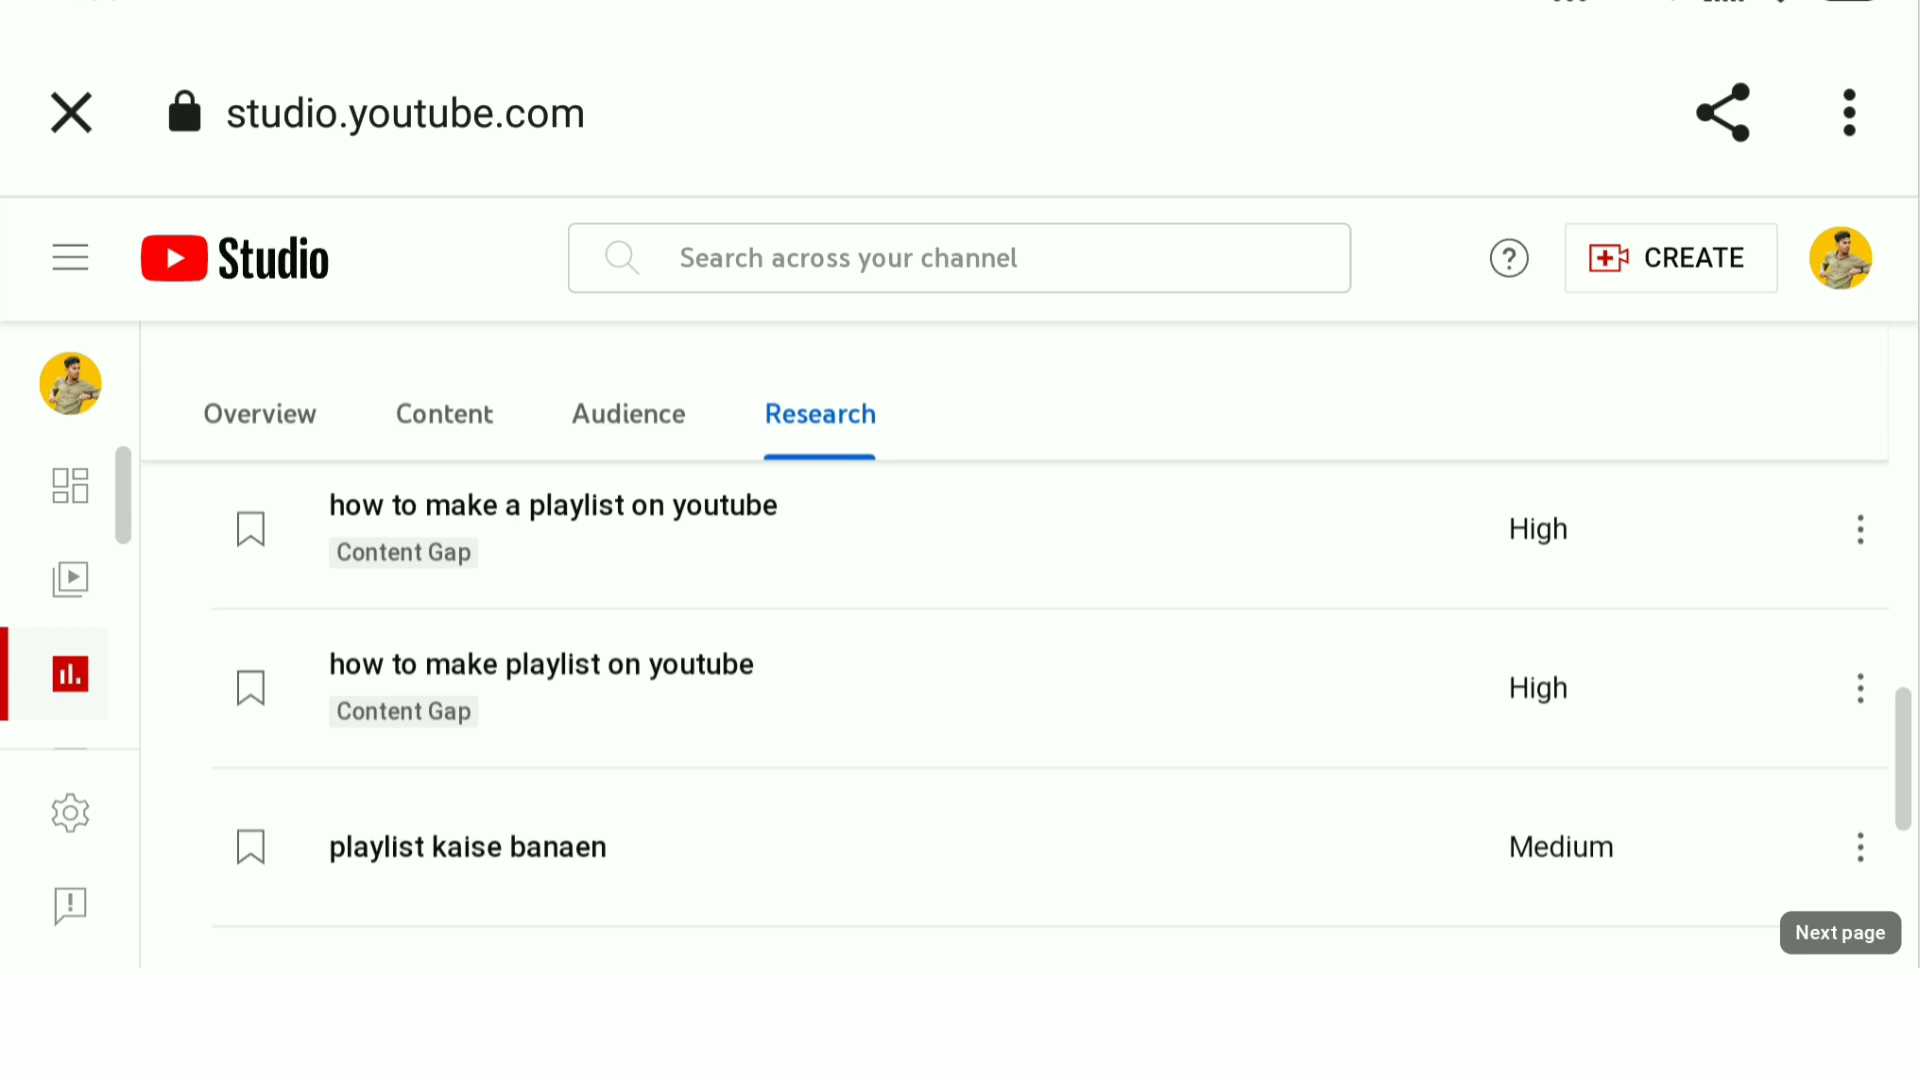 studio.youtube.com
Studio
Search across your channel
?
CREATE
Overview Content Audience Research
how to make a playlist on youtube
Content Gap
High
how to make playlist on youtube
Content Gap
High
playlist kaise banaen
Medium
Next page